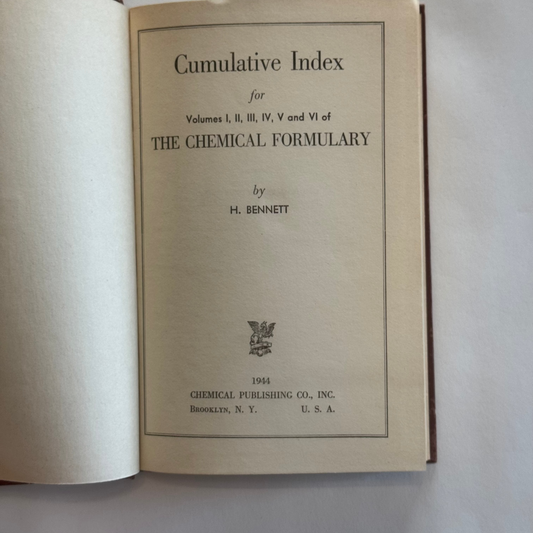 Cumulative Index
for
Volumes I, II, III, IV, V and VI of
THE CHEMICAL FORMULARY
by
H. BENNETT
1944
CHEMICAL PUBLISHING CO., INC.
BROOKLYN, N. Y. U. S. A.